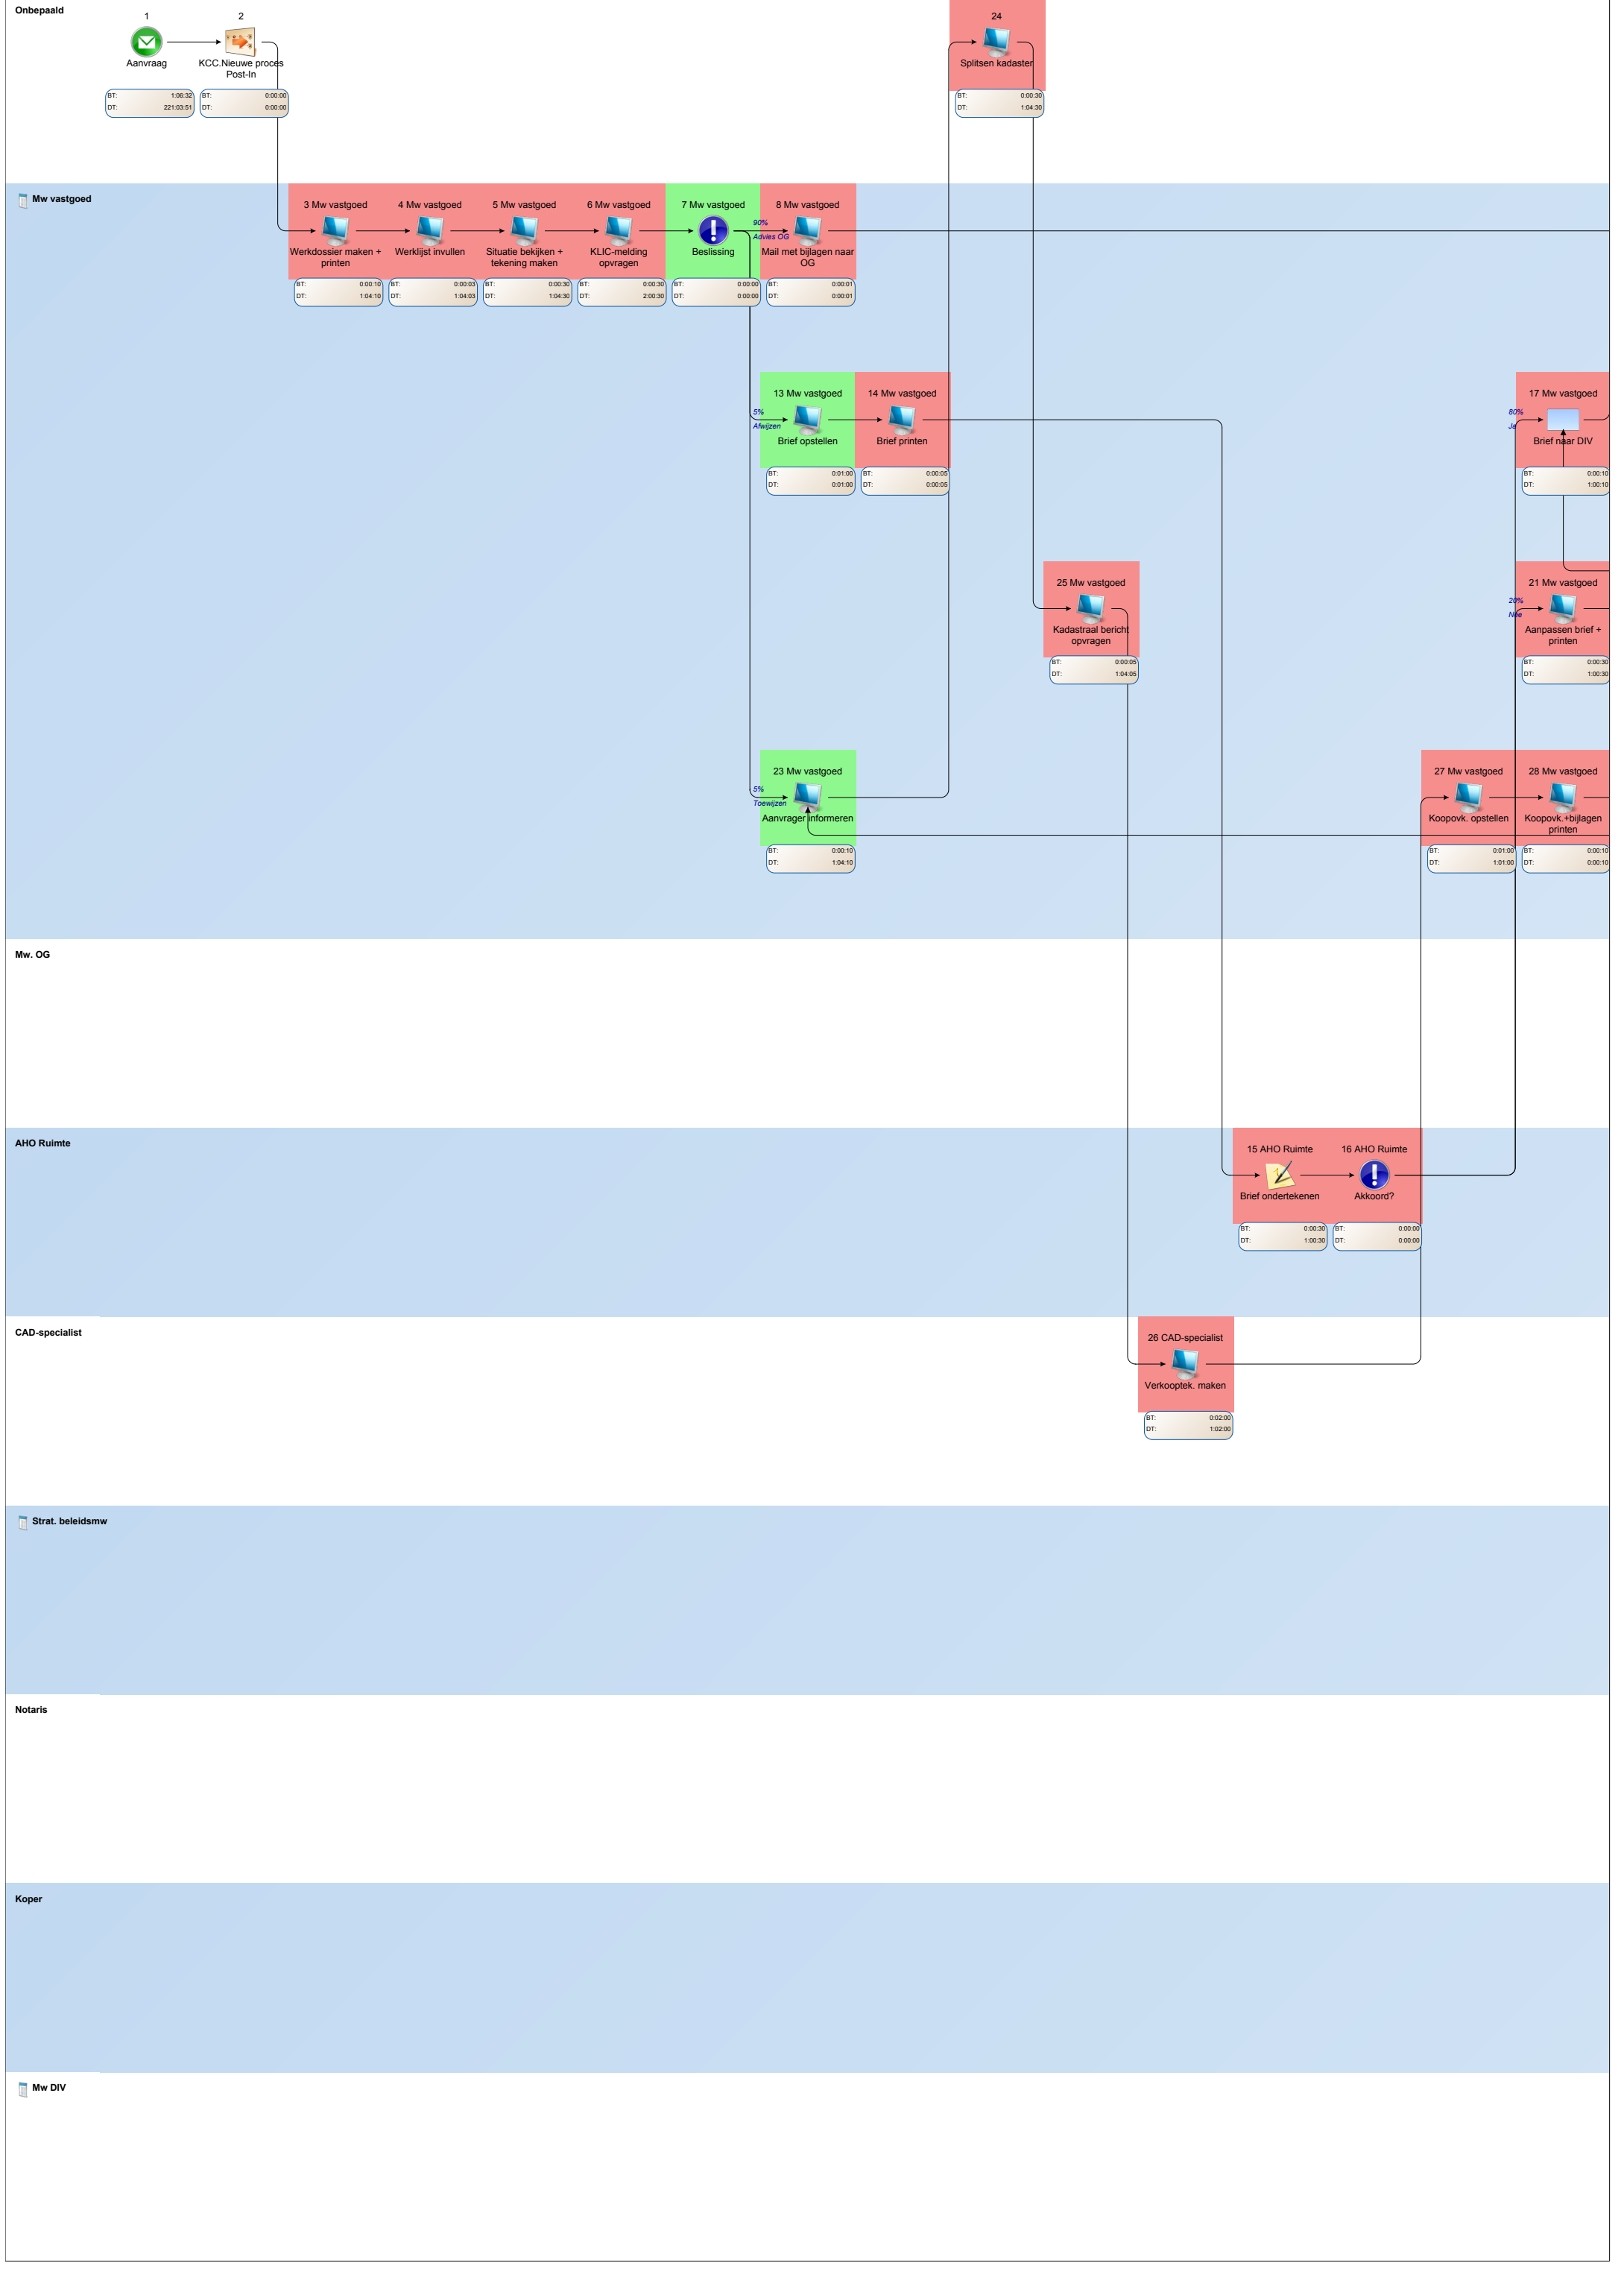 Onbepaald
1
Aanvraag
BT: 1:08:32
DT: 221:03:51
2
KCC.Nieuwe proces
Post-In
BT: 0:00:00
DT: 0:00:00
24
Splitsen kadaster
BT: 0:00:30
DT: 1:04:30
Mw vastgoed
3 Mw vastgoed
Werkdossier maken +
printen
BT: 0:00:10
DT: 1:04:10
4 Mw vastgoed
Werklijst invullen
BT: 0:00:03
DT: 1:04:03
5 Mw vastgoed
Situatie bekijken +
tekening maken
BT: 0:00:30
DT: 1:04:30
6 Mw vastgoed
KLIC-melding
opvragen
BT: 0:00:30
DT: 2:00:30
7 Mw vastgoed
Beslissing
BT: 0:00:00
DT: 0:00:00
90%
Advies OG
8 Mw vastgoed
Mail met bijlagen naar
OG
BT: 0:00:01
DT: 0:00:01
5%
Afwijzen
13 Mw vastgoed
Brief opstellen
BT: 0:01:00
DT: 0:01:00
14 Mw vastgoed
Brief printen
BT: 0:00:05
DT: 0:00:05
80%
Ja
17 Mw vastgoed
Brief naar DIV
BT: 0:00:10
DT: 1:00:10
25 Mw vastgoed
Kadastraal bericht
opvragen
BT: 0:00:05
DT: 1:04:05
20%
Nee
21 Mw vastgoed
Aanpassen brief +
printen
BT: 0:00:30
DT: 1:00:30
5%
Toewijzen
23 Mw vastgoed
Aanvrager informeren
BT: 0:00:10
DT: 1:04:10
27 Mw vastgoed
Koopovk. opstellen
BT: 0:01:00
DT: 1:01:00
28 Mw vastgoed
Koopovk.+bijlagen
printen
BT: 0:00:10
DT: 0:00:10
Mw. OG
AHO Ruimte
15 AHO Ruimte
Brief ondertekenen
BT: 0:00:30
DT: 1:00:30
16 AHO Ruimte
Akkoord?
BT: 0:00:00
DT: 0:00:00
CAD-specialist
26 CAD-specialist
Verkooptek. maken
BT: 0:02:00
DT: 1:02:00
Strat. beleidsmw
Notaris
Koper
Mw DIV